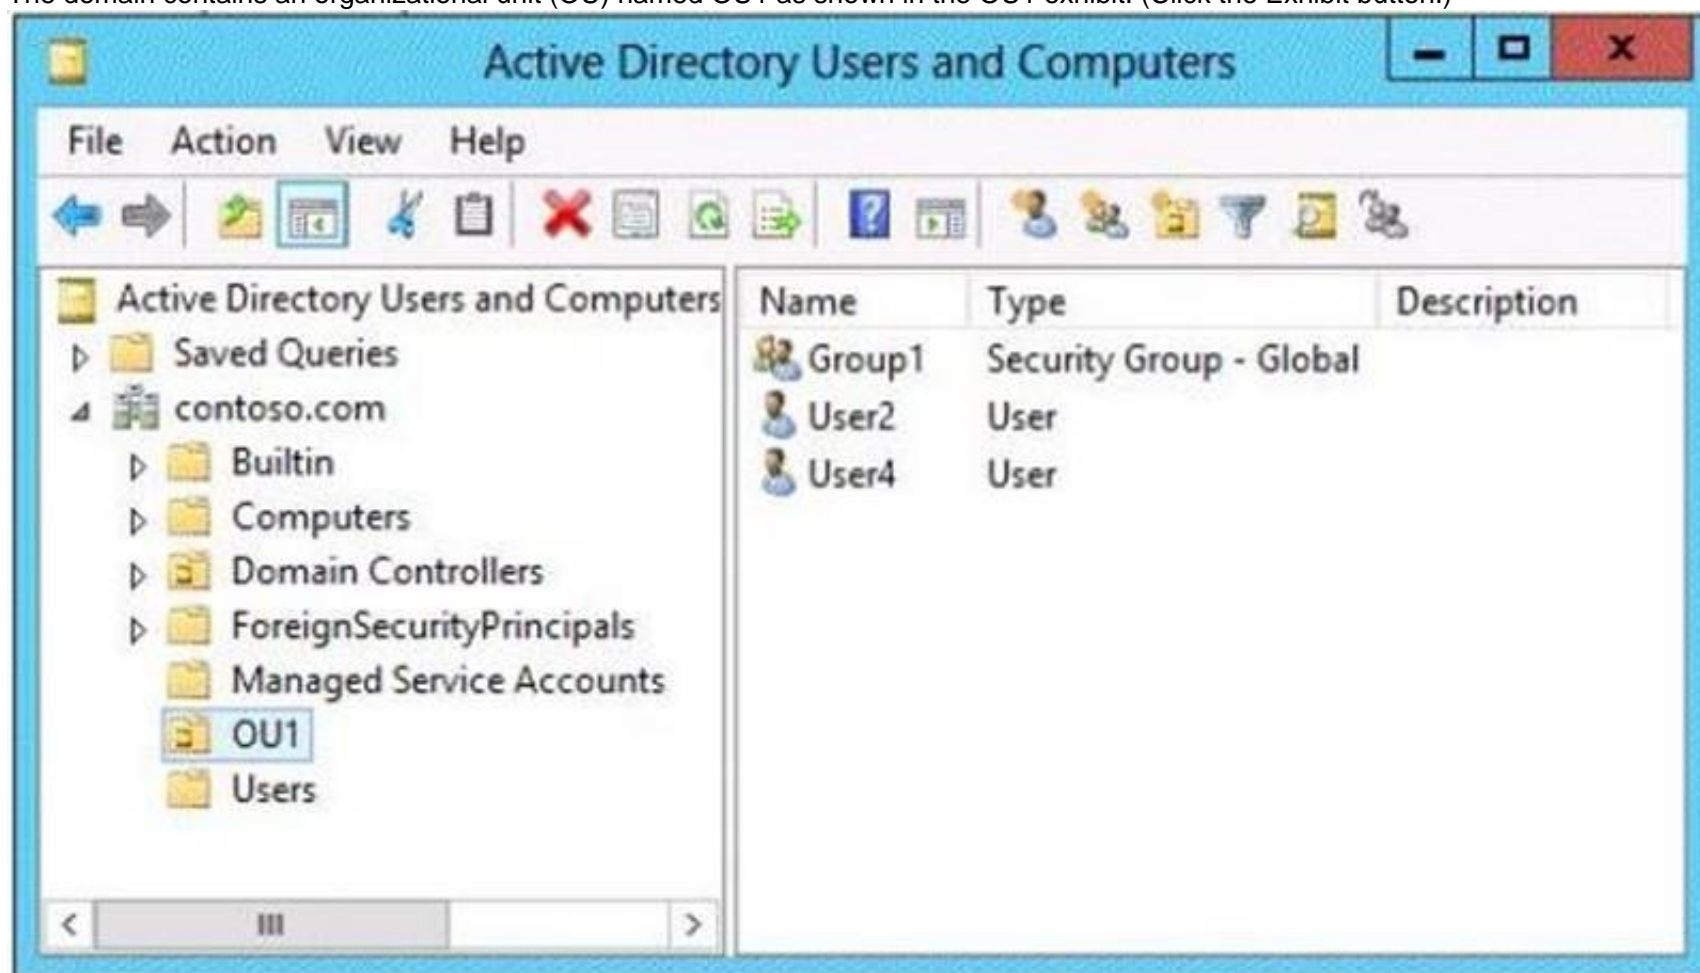 The domain contains an organizational unit (OU) named OU1 as shown in the OU1 exhibit. (Click the Exhibit button.)
Active Directory Users and Computers
File Action View Help
Active Directory Users and Computers
Name Type Description
Saved Queries
Group1 Security Group - Global
contoso.com
User2 User
Builtin
User4 User
Computers
Domain Controllers
ForeignSecurityPrincipals
Managed Service Accounts
OU1
Users